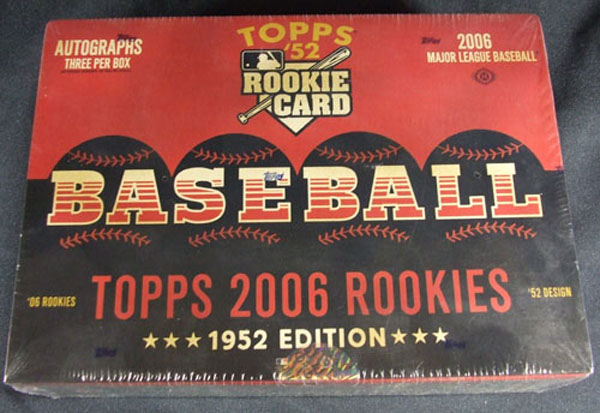 AUTOGRAPHS
THREE PER BOX
TOPPS
'52
ROOKIE
CARD
Topps 2006
MAJOR LEAGUE BASEBALL
BASEBALL
'06 ROOKIES
TOPPS 2006 ROOKIES
'52 DESIGN
★★★ 1952 EDITION ★★★